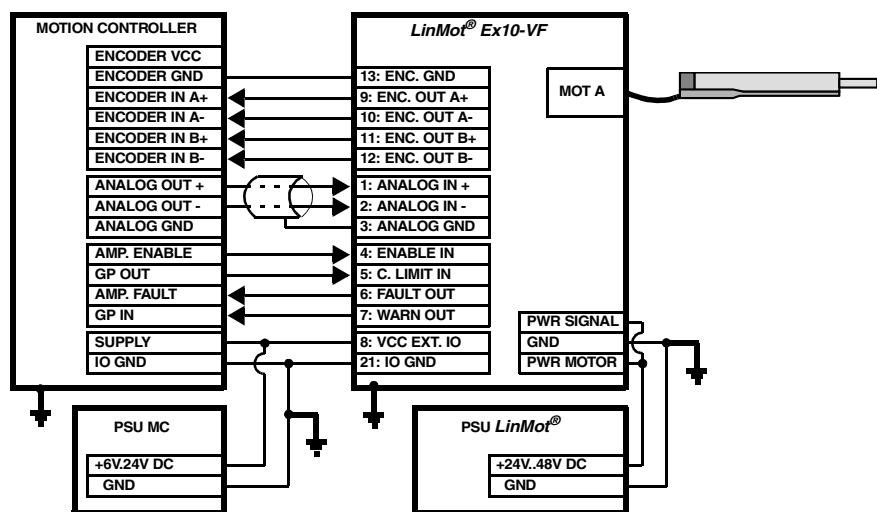 MOTION CONTROLLER
ENCODER VCC
ENCODER GND
ENCODER IN A+
ENCODER IN A-
ENCODER IN B+
ENCODER IN B-
ANALOG OUT +
ANALOG OUT -
ANALOG GND
AMP. ENABLE
GP OUT
AMP. FAULT
GP IN
SUPPLY
IO GND
LinMot® Ex10-VF
13: ENC. GND
9: ENC. OUT A+
10: ENC. OUT A-
11: ENC. OUT B+
12: ENC. OUT B-
1: ANALOG IN +
2: ANALOG IN -
3: ANALOG GND
4: ENABLE IN
5: C. LIMIT IN
6: FAULT OUT
7: WARN OUT
8: VCC EXT. IO
21: IO GND
MOT A
PWR SIGNAL
GND
PWR MOTOR
PSU MC
+6V.24V DC
GND
PSU LinMot®
+24V..48V DC
GND